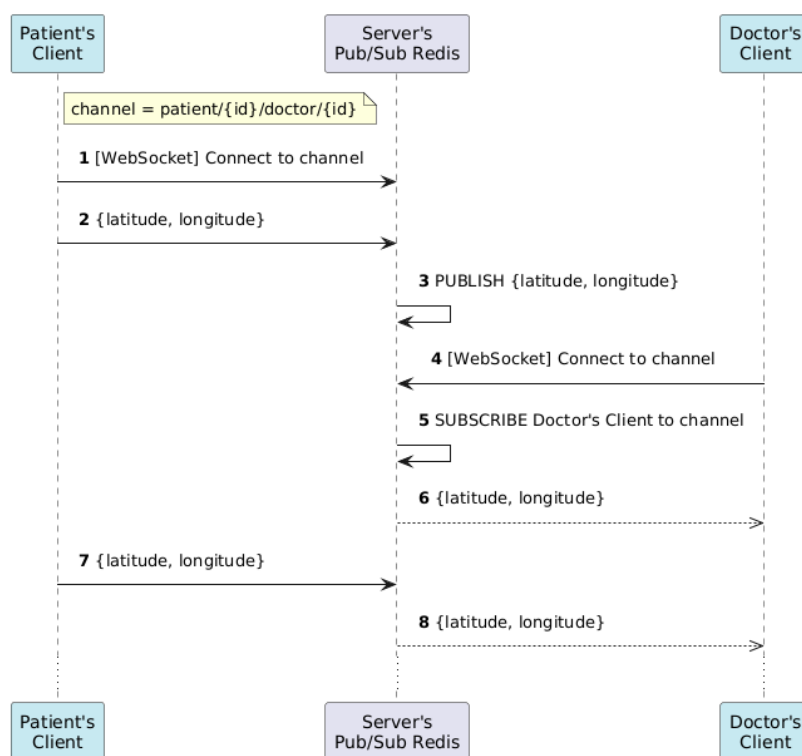 Patient's
Client
Server's
Pub/Sub Redis
Doctor's
Client
channel = patient/{id}/doctor/{id}
1 [WebSocket] Connect to channel
2 {latitude, longitude}
3 PUBLISH {latitude, longitude}
4 [WebSocket] Connect to channel
5 SUBSCRIBE Doctor's Client to channel
6 {latitude, longitude}
7 {latitude, longitude}
8 {latitude, longitude}
Patient's
Client
Server's
Pub/Sub Redis
Doctor's
Client